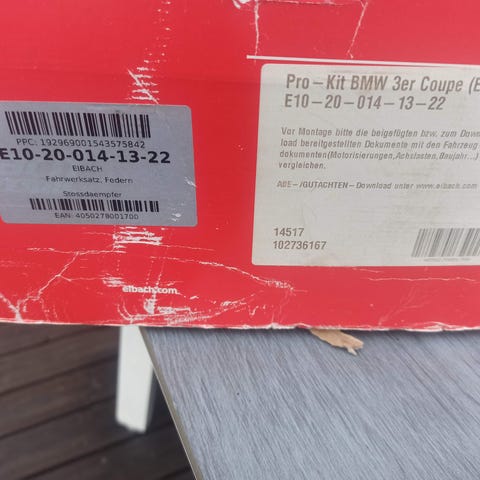 PPC: 192969001543575842
E10-20-014-13-22
EIBACH
Fahrwerksatz, Federn
Stossdaempfer
EAN: 4050278001700
eibach.com
Pro-Kit BMW 3er Coupe (E
E10-20-014-13-22
Vor Montage bitte die beigefügten bzw. zum Down
load bereitgestellten Dokumente mit den Fahrzeug
dokumenten(Motorisierungen,Achslasten,Baujahr...)
vergleichen.
ABE-/GUTACHTEN-Download unter www.eibach.com
14517
102736167